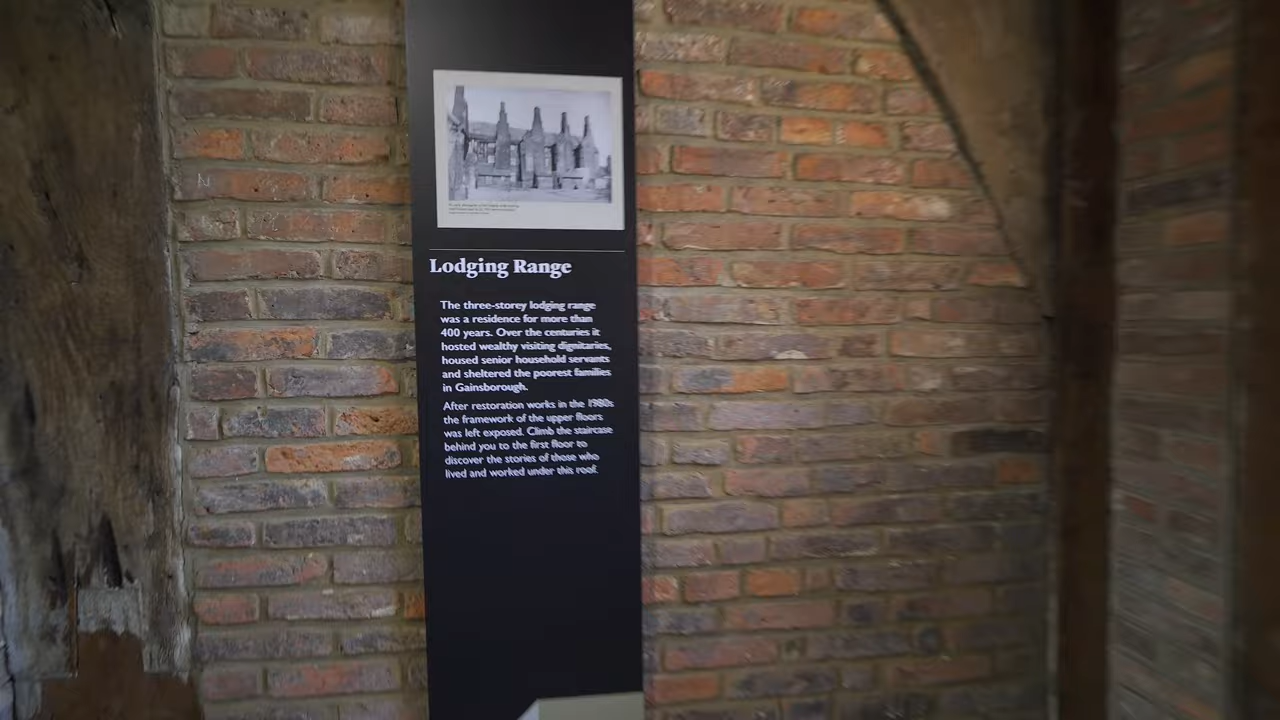 Lodging Range
The three-storey lodging range
was a residence for more than
400 years. Over the centuries it
hosted wealthy visiting dignitaries,
housed senior household servants
and sheltered the poorest families
in Gainsborough.
After restoration works in the 1980s
the framework of the upper floors
was left exposed. Climb the staircase
behind you to the first floor to
discover the stories of those who
lived and worked under this roof.